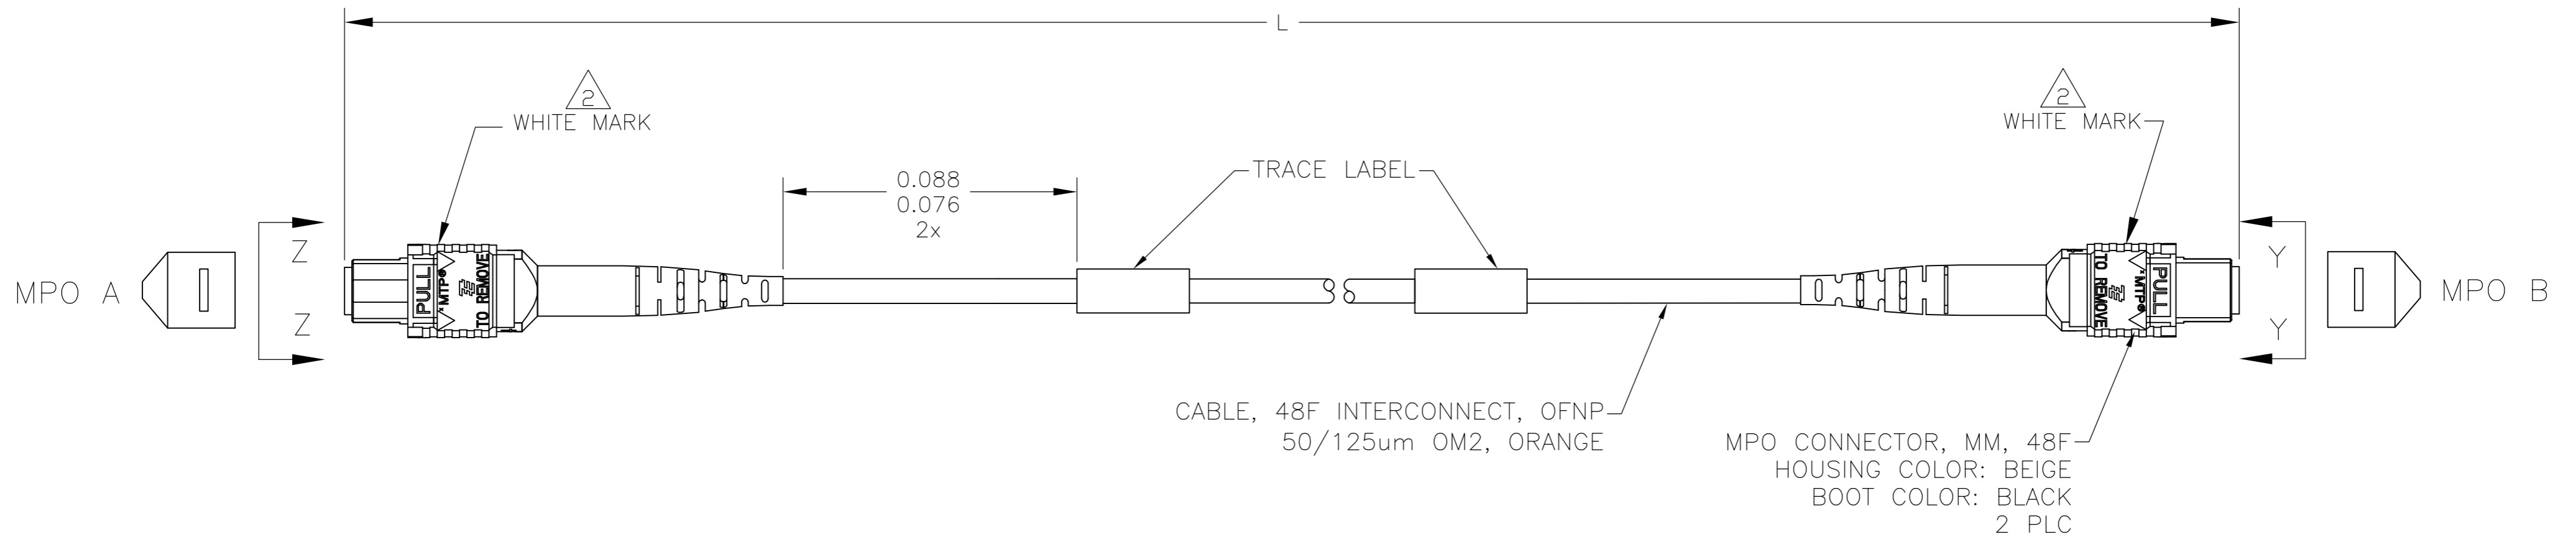 L
2
WHITE MARK
2
WHITE MARK
TRACE LABEL
0.088
0.076
2x
Z
Z
MPO A
PULL
MTP®
TO REMOVE
Y
Y
MPO B
TO REMOVE
MTP®
PULL
CABLE, 48F INTERCONNECT, OFNP
50/125um OM2, ORANGE
MPO CONNECTOR, MM, 48F
HOUSING COLOR: BEIGE
BOOT COLOR: BLACK
2 PLC